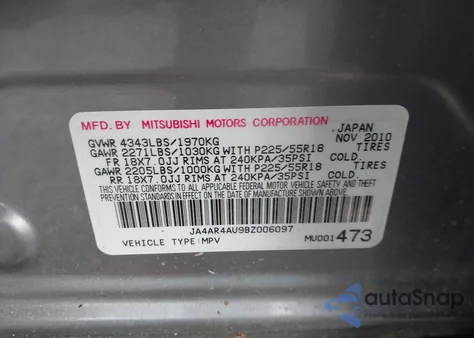 MFD. BY MITSUBISHI MOTORS CORPORATION
JAPAN
NOV 2010
GVWR 4343LBS/1970KG
GAWR 2271LBS/1030KG WITH P225/55R18
FR 18X7.0JJ RIMS AT 240KPA/35PSI COLD.
GAWR 2205LBS/1000KG WITH P225/55R18
RR 18X7.0JJ RIMS AT 240KPA/35PSI COLD.
THIS VEHICLE CONFORMS TO ALL APPLICABLE FEDERAL MOTOR VEHICLE SAFETY AND THEFT PREVENTION STANDARDS IN EFFECT ON THE DATE OF MANUFACTURE SHOWN ABOVE.
JA4AR4AU9BZ006097
VEHICLE TYPE:MPV
MU001473
autoSnap